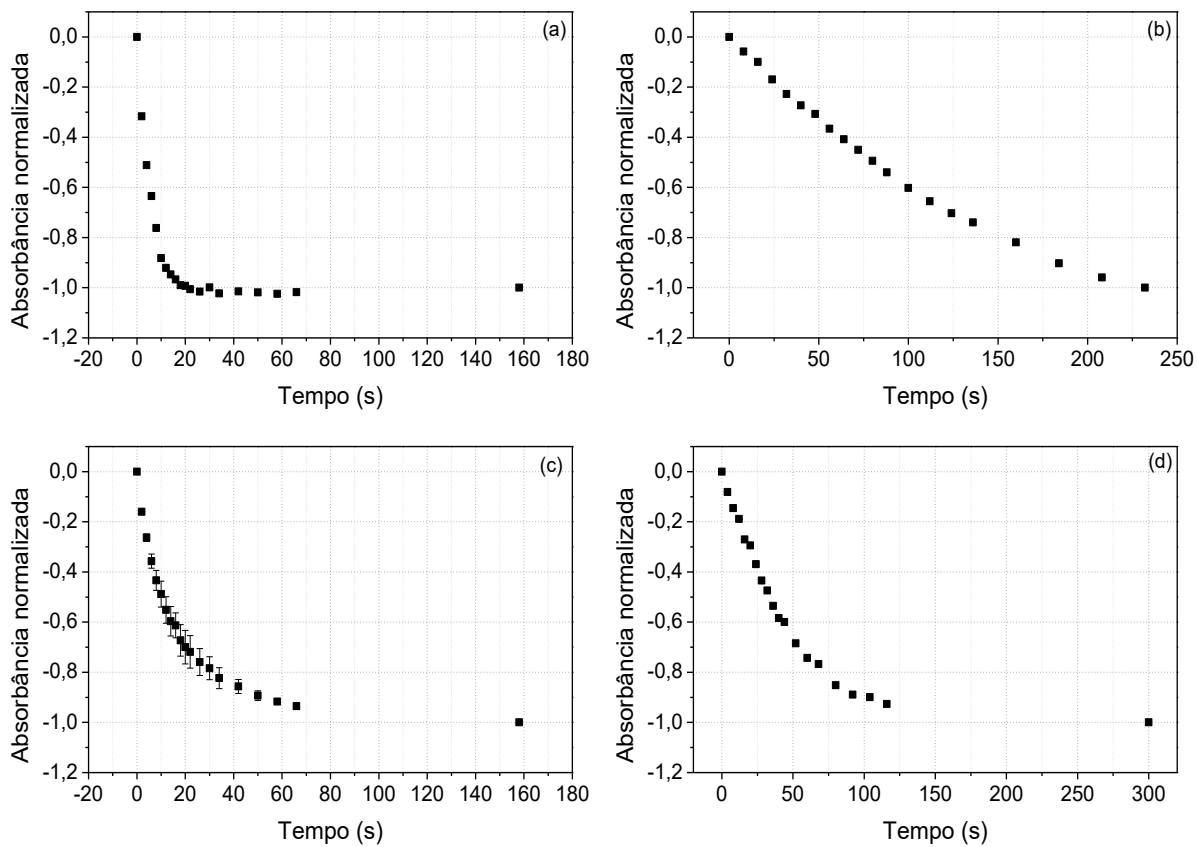 (a)
0,0
-0,2
-0,4
-0,6
-0,8
-1,0
-1,2
Absorbância normalizada
-20 0 20 40 60 80 100 120 140 160 180
Tempo (s)
(b)
0,0
-0,2
-0,4
-0,6
-0,8
-1,0
-1,2
Absorbância normalizada
0 50 100 150 200 250
Tempo (s)
(c)
0,0
-0,2
-0,4
-0,6
-0,8
-1,0
-1,2
Absorbância normalizada
-20 0 20 40 60 80 100 120 140 160 180
Tempo (s)
(d)
0,0
-0,2
-0,4
-0,6
-0,8
-1,0
-1,2
Absorbância normalizada
0 50 100 150 200 250 300
Tempo (s)